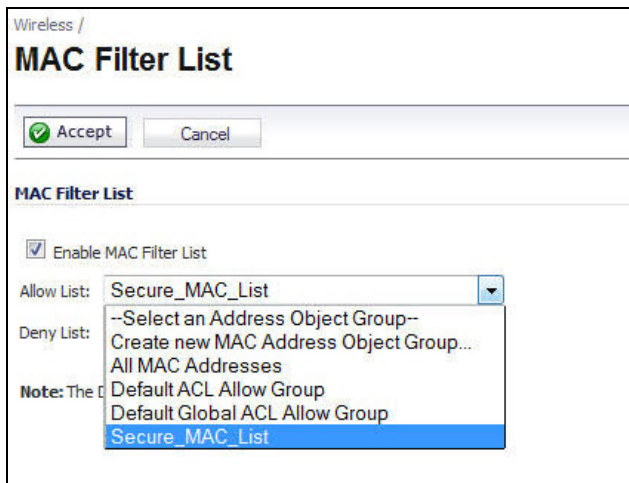 Wireless /
MAC Filter List
Accept Cancel
MAC Filter List
Enable MAC Filter List
Allow List: Secure_MAC_List
--Select an Address Object Group--
Deny List:
Create new MAC Address Object Group...
All MAC Addresses
Note: The
Default ACL Allow Group
Default Global ACL Allow Group
Secure_MAC_List